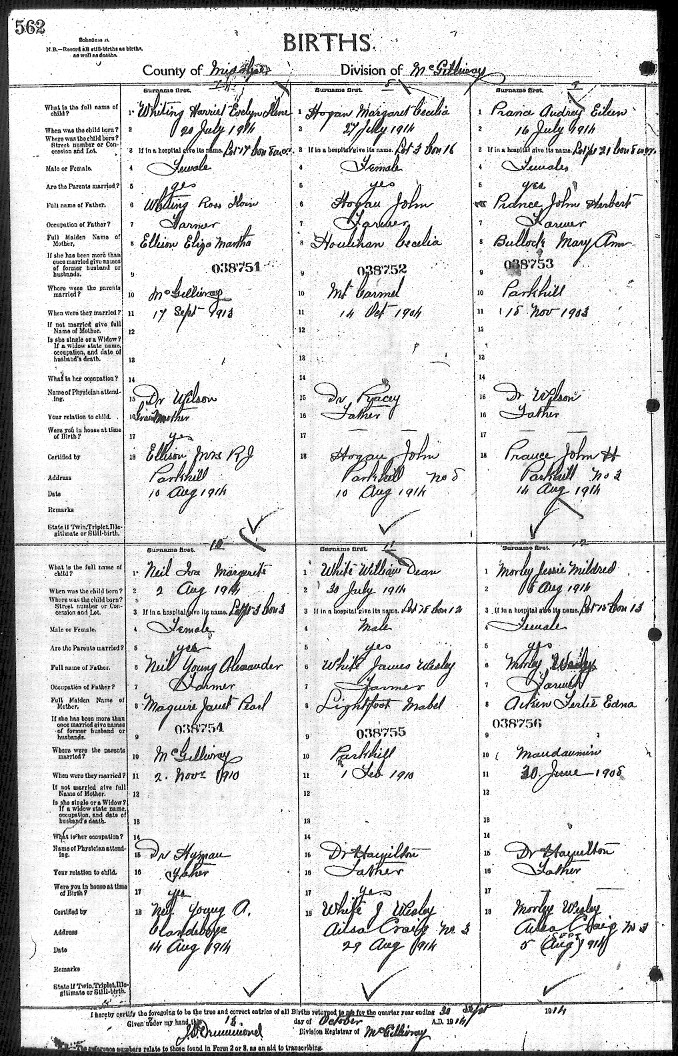 562
Schedule A.
N.B.—Record all still-births as births, as well as deaths.
BIRTHS.
County of Middlesex Division of McGillivray
Surname first. Surname first. Surname first.
What is the full name of child? 1 Whiting Harriet Evelyn 1 Hogan Margaret Cecelia 1 Prance Audrey Eileen
When was the child born? 2 20 July 1914 2 27 July 1914 2 16 July 1914
Where was the child born? Street number or Concession and Lot. 3 If in a hospital give its name. Lot 17 Con 3 If in a hospital give its name. Lot 3 Con 16 3 If in a hospital give its name. Lot 21 Con
Male or Female. 4 Female 4 Female 4 Female
Are the Parents married? 5 yes 5 yes 5 yes
Full name of Father. 6 Whiting Ross 6 Hogan John 6 Prance John Herbert
Occupation of Father? 7 Farmer 7 Farmer 7 Farmer
Full Maiden Name of Mother. 8 Ellison Eliza Martha 8 Houlihan Cecelia 8 Bullock Mary Ann
If she has been more than once married give names of former husband or husbands. 9 038751 9 038752 9 038753
Where were the parents married? 10 McGillivray 10 Mt Carmel 10 Parkhill
When were they married? 11 17 Sept 1913 11 14 Oct 1904 11 15 Nov 1903
If not married give full Name of Mother. 12 12 12
Is she single or a Widow? If a widow state name, occupation, and date of husband's death. 13 13 13
What is her occupation? 14 14 14
Name of Physician attending. 15 Dr Wilson 15 Dr Racey 15 Dr Wilson
Your relation to child. 16 Grandmother 16 Father 16 Father
Were you in house at time of Birth? 17 yes 17 17
Certified by 18 Ellison Mrs R J 18 Hogan John 18 Prance John H
Address Parkhill Parkhill No 5 Parkhill No 3
Date 10 Aug 1914 10 Aug 1914 14 Aug 1914
Remarks
State if Twin, Triplet, Illegitimate or Still-birth.
10 11 12
Surname first. Surname first. Surname first.
What is the full name of child? 1 Neil Iva Margaret 1 White William Dean 1 Morley Jessie Mildred
When was the child born? 2 2 Aug 1914 2 30 July 1914 2 Aug 1914
Where was the child born? Street number or Concession and Lot. 3 If in a hospital give its name. Con 3 3 If in a hospital give its name. Lot 25 Con 12 3 If in a hospital give its name. Lot 15 Con 13
Male or Female. 4 Female 4 Male 4 Female
Are the Parents married? 5 yes 5 yes 5 yes
Full name of Father. 6 Neil Young Alexander 6 White James Wesley 6 Morley Wesley
Occupation of Father? 7 Farmer 7 Farmer 7 Farmer
Full Maiden Name of Mother. 8 Maguire Janet Pearl 8 Lightfoot Mabel 8 Aitken Edna
If she has been more than once married give names of former husband or husbands. 9 038754 9 038755 9 038756
Where were the parents married? 10 McGillivray 10 Parkhill 10 Mandaumin
When were they married? 11 2 Novr 1910 11 1 Feb 1910 11 30 June 1908
If not married give full Name of Mother. 12 12 12
Is she single or a Widow? If a widow state name, occupation, and date of husband's death. 13 13 13
What is her occupation? 14 14 14
Name of Physician attending. 15 Dr Hyman 15 Dr Hamilton 15 Dr Hamilton
Your relation to child. 16 Father 16 Father 16 Father
Were you in house at time of Birth? 17 yes 17 yes 17
Certified by 18 Neil Young A. 18 White J Wesley 18 Morley Wesley
Address Clandeboye Ailsa Craig No 3 Ailsa Craig No 3
Date 14 Aug 1914 29 Aug 1914 5 (Aug) Sept 1914
Remarks
State if Twin, Triplet, Illegitimate or Still-birth.
I hereby certify the foregoing to be the true and correct entries of all Births returned to me for the quarter year ending 30 Sept 1914
Given under my hand, this 12 day of October A.D. 1914
J D Drummond Division Registrar of McGillivray
N.B.—The reference numbers relate to those found in Form 2 or 3, as an aid to transcribing.